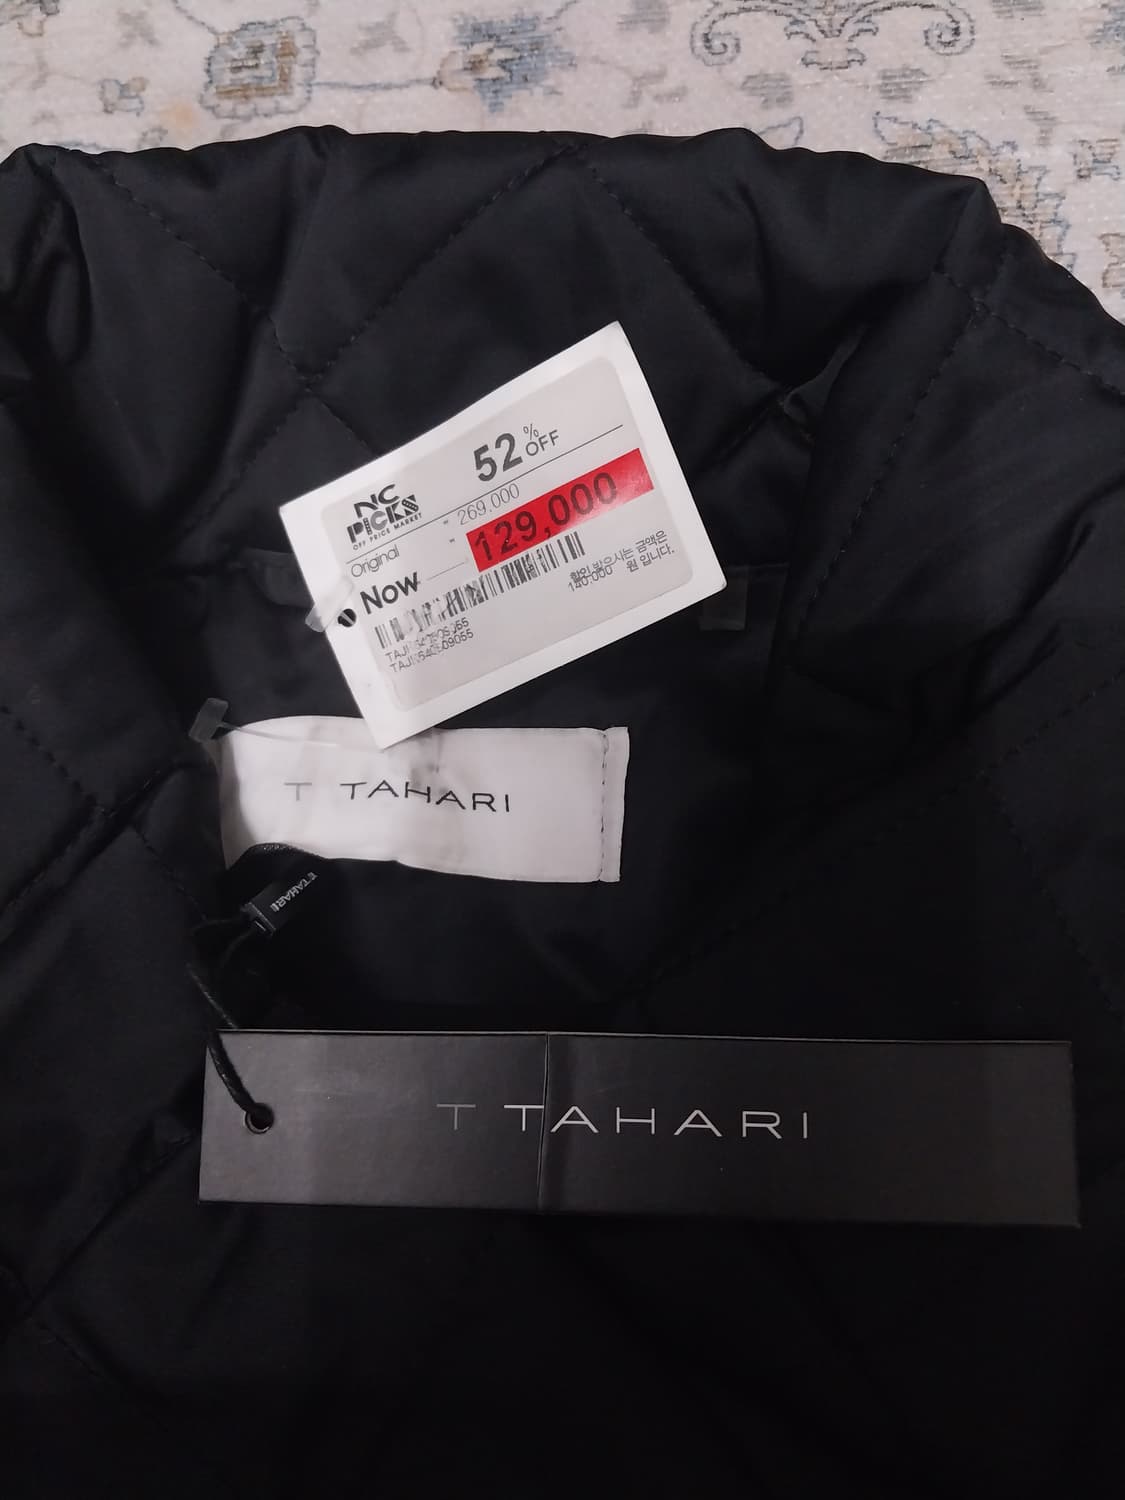 52% OFF
NC
PICKS
OFF PRICE MARKET
Original ₩ 269.000
Now ₩ 129,000
할인 받으시는 금액은
140.000 원 입니다.
T TAHARI
T TAHARI
T TAHARI